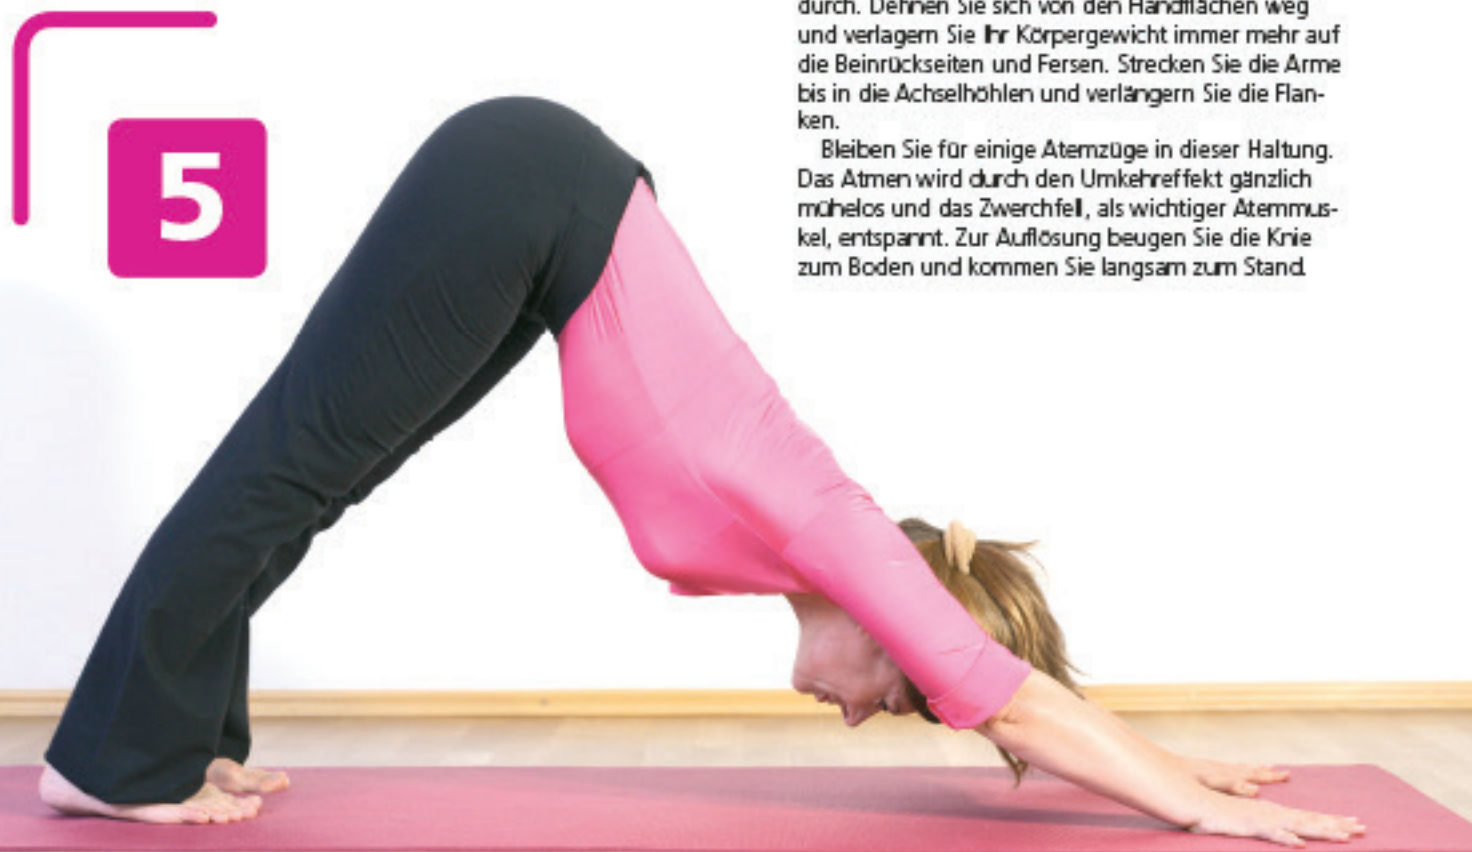 5
durch. Dehnen Sie sich von den Handflächen weg
und verlagern Sie Ihr Körpergewicht immer mehr auf
die Beinrückseiten und Fersen. Strecken Sie die Arme
bis in die Achselhöhlen und verlängern Sie die Flan-
ken.
Bleiben Sie für einige Atemzüge in dieser Haltung.
Das Atmen wird durch den Umkehreffekt gänzlich
mühelos und das Zwerchfell, als wichtiger Atemmus-
kel, entspannt. Zur Auflösung beugen Sie die Knie
zum Boden und kommen Sie langsam zum Stand.